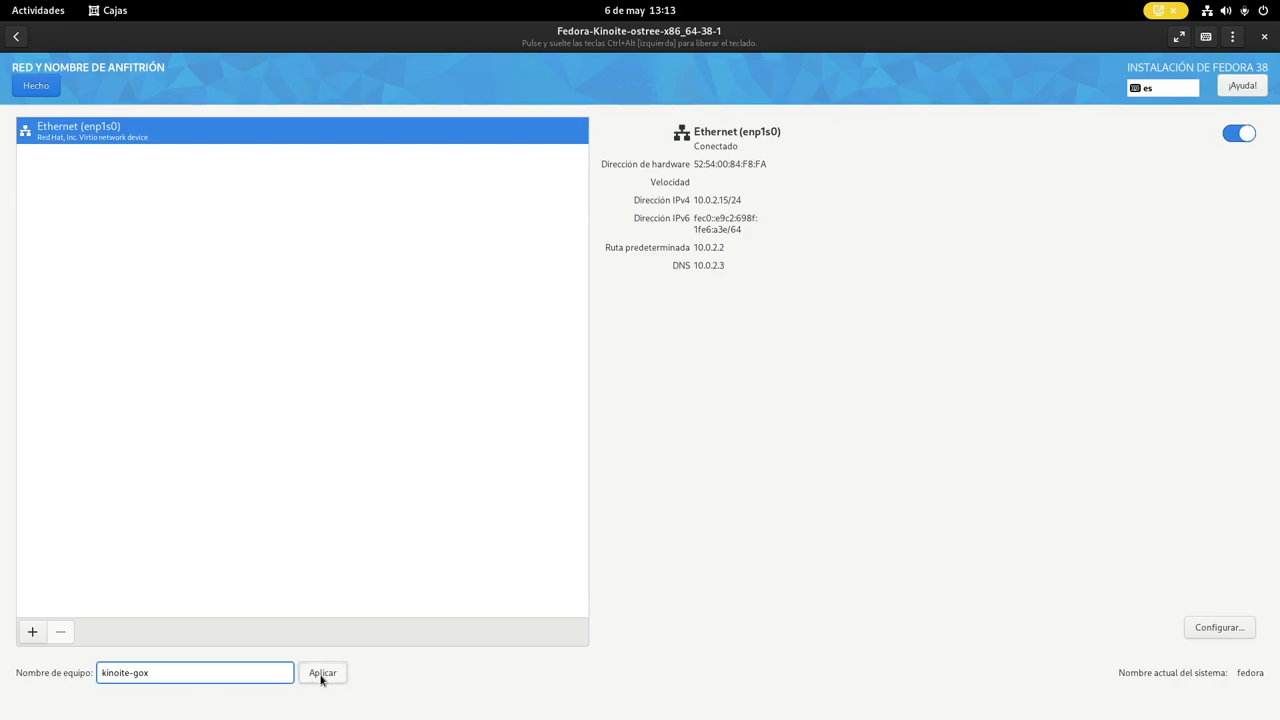 Actividades
Cajas
6 de may 13:13
Fedora-Kinoite-ostree-x86_64-38-1
Pulse y suelte las teclas Ctrl+Alt [izquierda] para liberar el teclado.
RED Y NOMBRE DE ANFITRIÓN
INSTALACIÓN DE FEDORA 38
Hecho
es
¡Ayuda!
Ethernet (enp1s0)
Red Hat, Inc. Virtio network device
Ethernet (enp1s0)
Conectado
Dirección de hardware 52:54:00:84:F8:FA
Velocidad
Dirección IPv4 10.0.2.15/24
Dirección IPv6 fec0::e9c2:698f:
1fe6:a3e/64
Ruta predeterminada 10.0.2.2
DNS 10.0.2.3
Configurar...
Nombre de equipo: kinoite-gox
Aplicar
Nombre actual del sistema: fedora